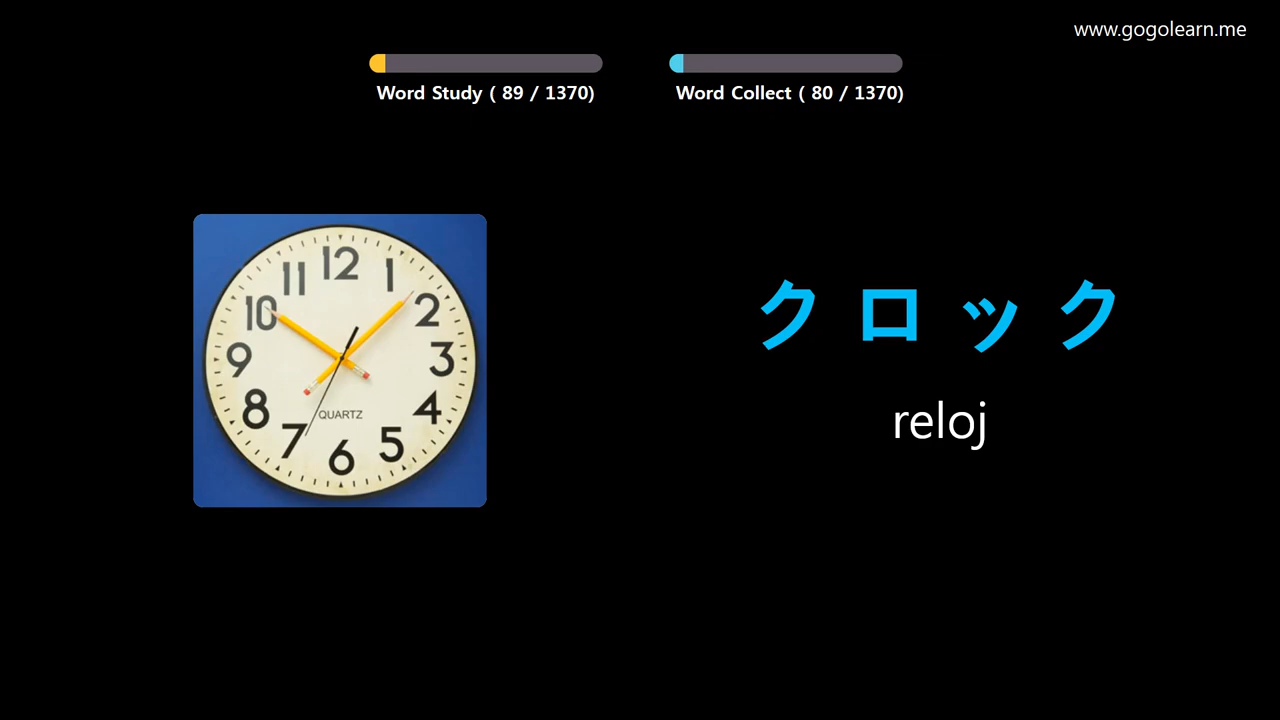 www.gogolearn.me
Word Study ( 89 / 1370)
Word Collect ( 80 / 1370)
12
11
1
10
2
9
3
8
4
QUARTZ
7
5
6
クロック
reloj